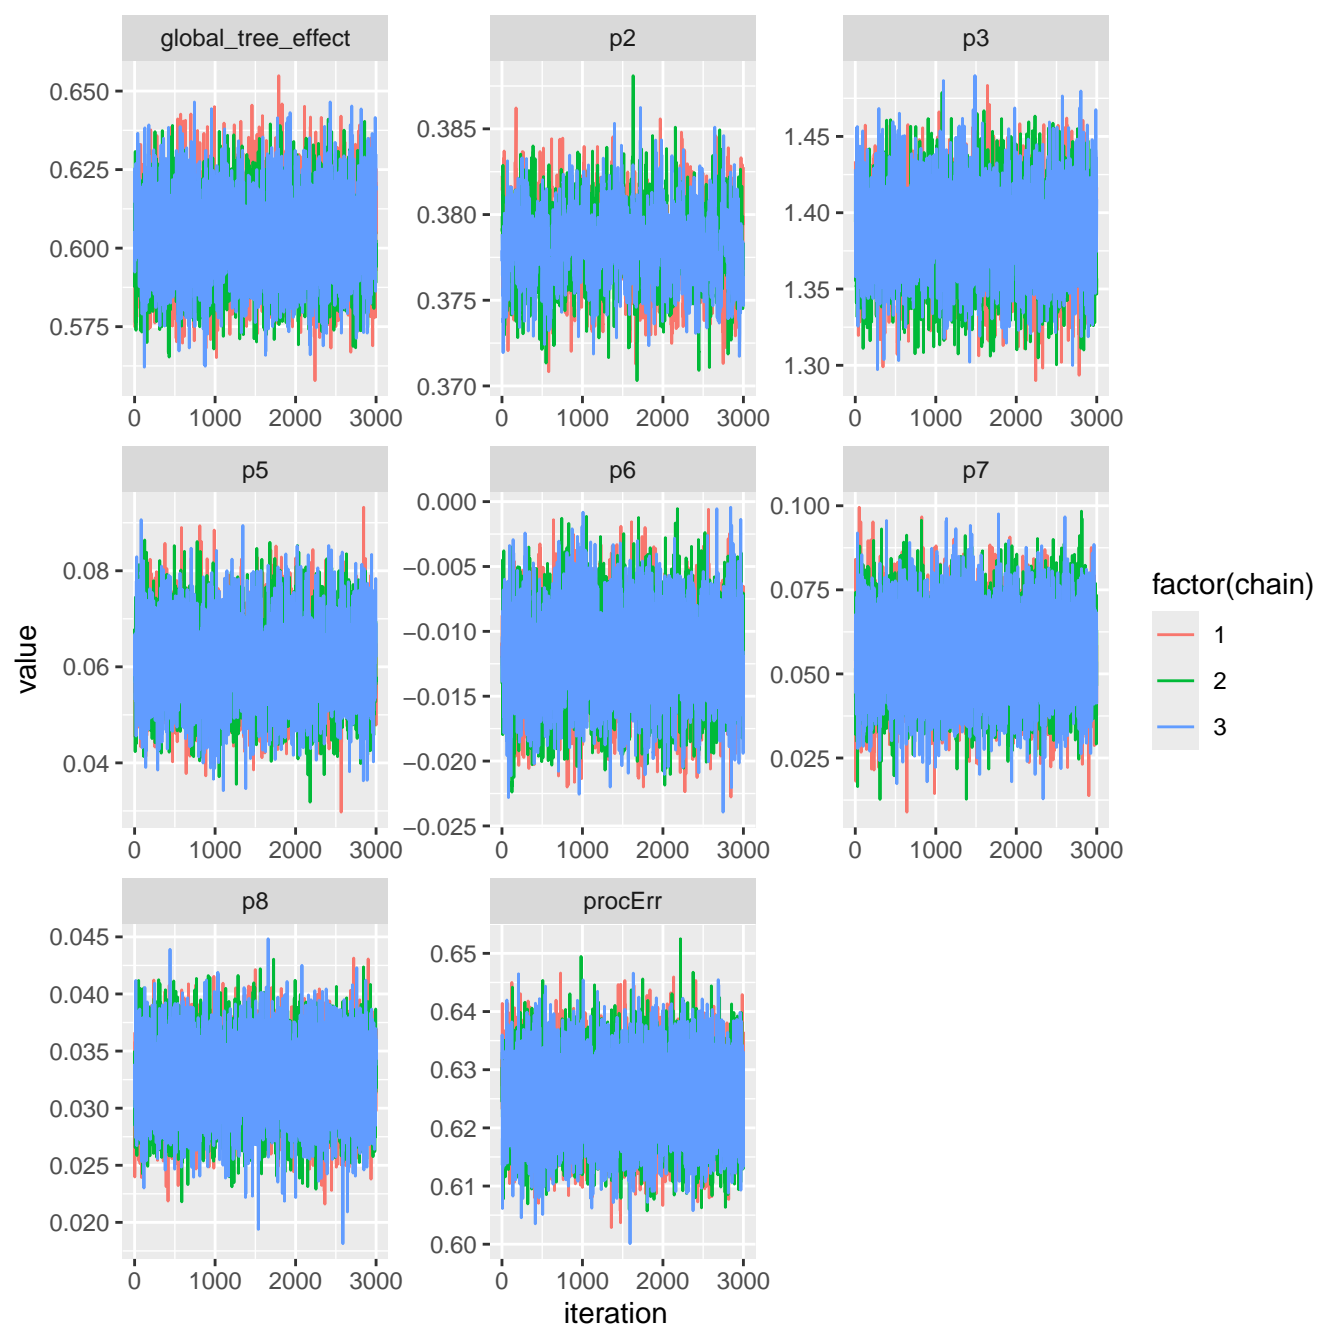 global_tree_effect
p2
p3
0.650
0.625
0.600
0.575
0.385
0.380
0.375
0.370
1.45
1.40
1.35
1.30
0 1000 2000 3000
0 1000 2000 3000
0 1000 2000 3000
p5
p6
p7
0.08
0.06
0.04
0.000
−0.005
−0.010
−0.015
−0.020
−0.025
0.100
0.075
0.050
0.025
0 1000 2000 3000
0 1000 2000 3000
0 1000 2000 3000
p8
procErr
0.045
0.040
0.035
0.030
0.025
0.020
0.65
0.64
0.63
0.62
0.61
0.60
0 1000 2000 3000
0 1000 2000 3000
value
iteration
factor(chain)
1
2
3